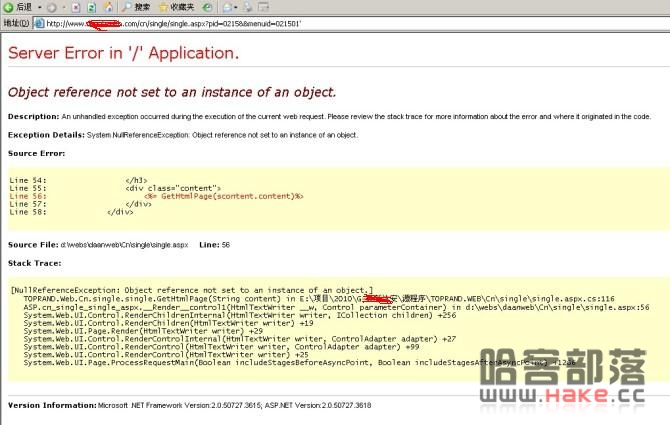 后退 搜索 收藏夹
地址(D) http://www. .com/cn/single/single.aspx?pid=0215&&menuid=021501'
Server Error in '/' Application.
Object reference not set to an instance of an object.
Description: An unhandled exception occurred during the execution of the current web request. Please review the stack trace for more information about the error and where it originated in the code.
Exception Details: System.NullReferenceException: Object reference not set to an instance of an object.
Source Error:
Line 54: </h3>
Line 55: <div class="content">
Line 56: <%= GetHtmlPage(scontent.content)%>
Line 57: </div>
Line 58: </div>
Source File: d:\webs\daanweb\Cn\single\single.aspx Line: 56
Stack Trace:
[NullReferenceException: Object reference not set to an instance of an object.]
TOPRAND.Web.Cn.single.single.GetHtmlPage(String content) in E:\项目\2010\G 安\源程序\TOPRAND.WEB\Cn\single\single.aspx.cs:116
ASP.cn_single_single_aspx.__Render__control1(HtmlTextWriter __w, Control parameterContainer) in d:\webs\daanweb\Cn\single\single.aspx:56
System.Web.UI.Control.RenderChildrenInternal(HtmlTextWriter writer, ICollection children) +256
System.Web.UI.Control.RenderChildren(HtmlTextWriter writer) +19
System.Web.UI.Page.Render(HtmlTextWriter writer) +29
System.Web.UI.Control.RenderControlInternal(HtmlTextWriter writer, ControlAdapter adapter) +27
System.Web.UI.Control.RenderControl(HtmlTextWriter writer, ControlAdapter adapter) +99
System.Web.UI.Control.RenderControl(HtmlTextWriter writer) +25
System.Web.UI.Page.ProcessRequestMain(Boolean includeStagesBeforeAsyncPoint, Boolean includeStagesAfterAsyncPoint) +1266
Version Information: Microsoft .NET Framework Version:2.0.50727.3615; ASP.NET Version:2.0.50727.3618
哈客部落
www.Hake.cc